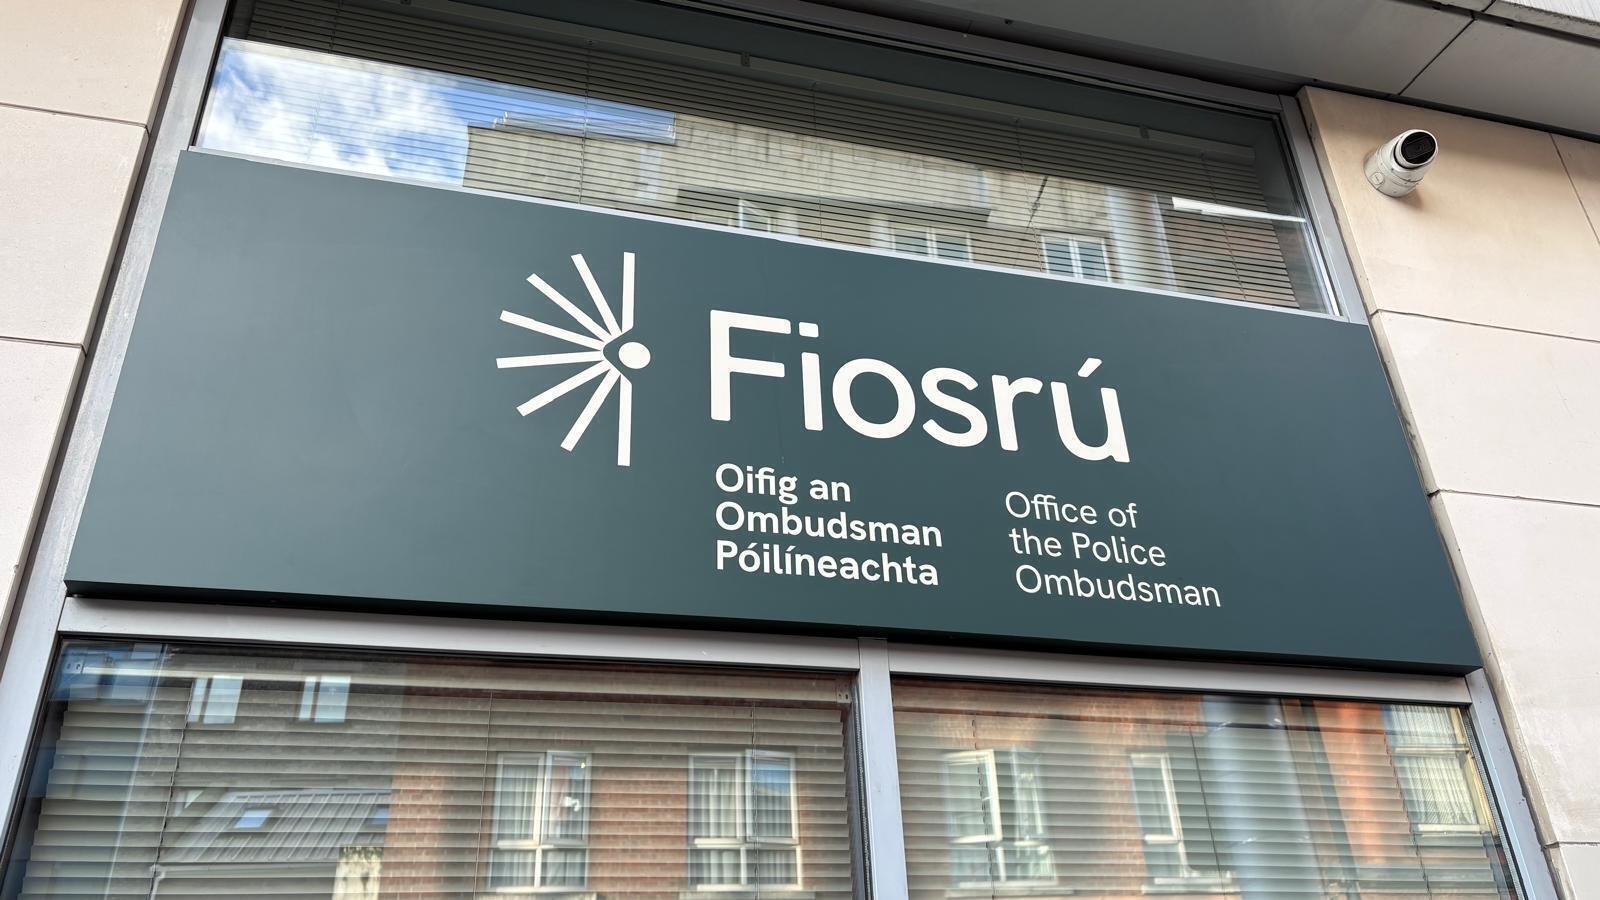 Fiosrú
Oifig an
Ombudsman
Póilíneachta
Office of
the Police
Ombudsman